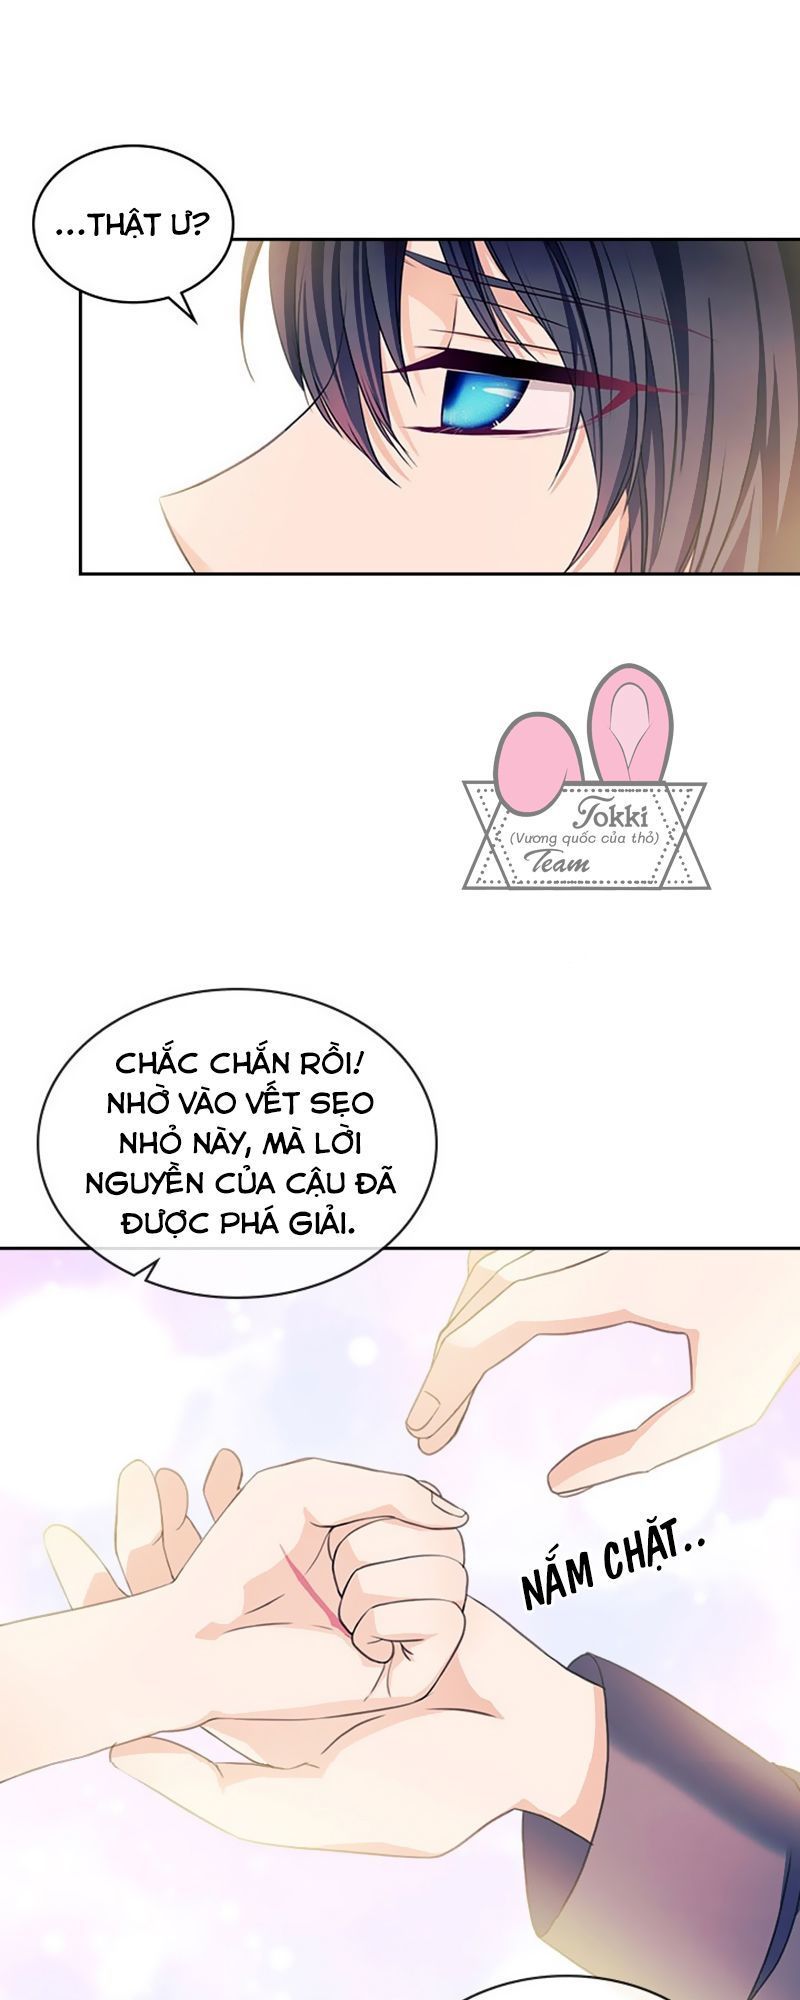 ...THẬT Ư?
Tokki
(Vương quốc của thỏ)
Team
CHẮC CHẮN RỒI!
NHỜ VÀO VẾT SẸO
NHỎ NÀY, MÀ LỜI
NGUYỀN CỦA CẬU ĐÃ
ĐƯỢC PHÁ GIẢI.
NẮM CHẶT..